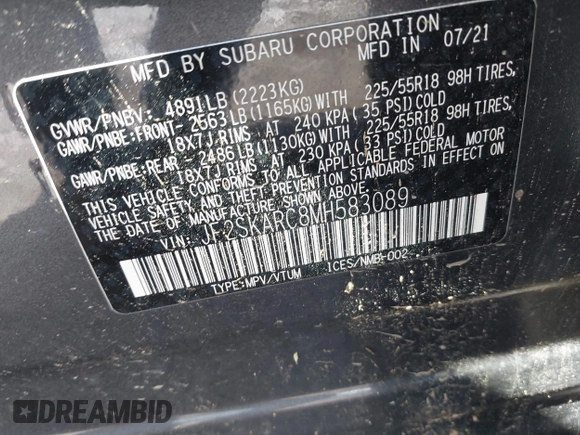 MFD BY SUBARU CORPORATION
MFD IN 07/21
GVWR/PNBV: 4891LB(2223KG)
GAWR/PNBE:FRONT- 2563LB(1165KG)WITH 225/55R18 98H TIRES,
18X7J RIMS AT 240 KPA(35 PSI)COLD
GAWR/PNBE:REAR - 2486LB(1130KG)WITH 225/55R18 98H TIRES,
18X7J RIMS AT 230 KPA(33 PSI)COLD
THIS VEHICLE CONFORMS TO ALL APPLICABLE FEDERAL MOTOR
VEHICLE SAFETY AND THEFT PREVENTION STANDARDS IN EFFECT ON
THE DATE OF MANUFACTURE SHOWN ABOVE.
VIN: JF2SKARC8MH583089
TYPE:MPV/VTUM ICES/NMB-002
DREAMBID